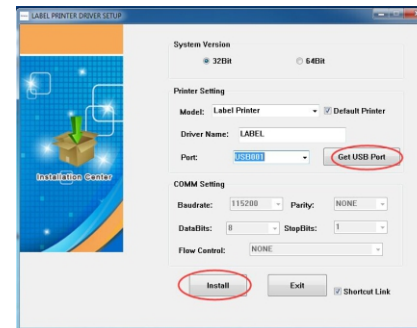 LABEL PRINTER DRIVER SETUP
Installation Center
System Version
32Bit 64Bit
Printer Setting
Model: Label Printer Default Printer
Driver Name: LABEL
Port: USB001 Get USB Port
COMM Setting
Baudrate: 115200 Parity: NONE
DataBits: 8 StopBits: 1
Flow Control: NONE
Install Exit Shortcut Link